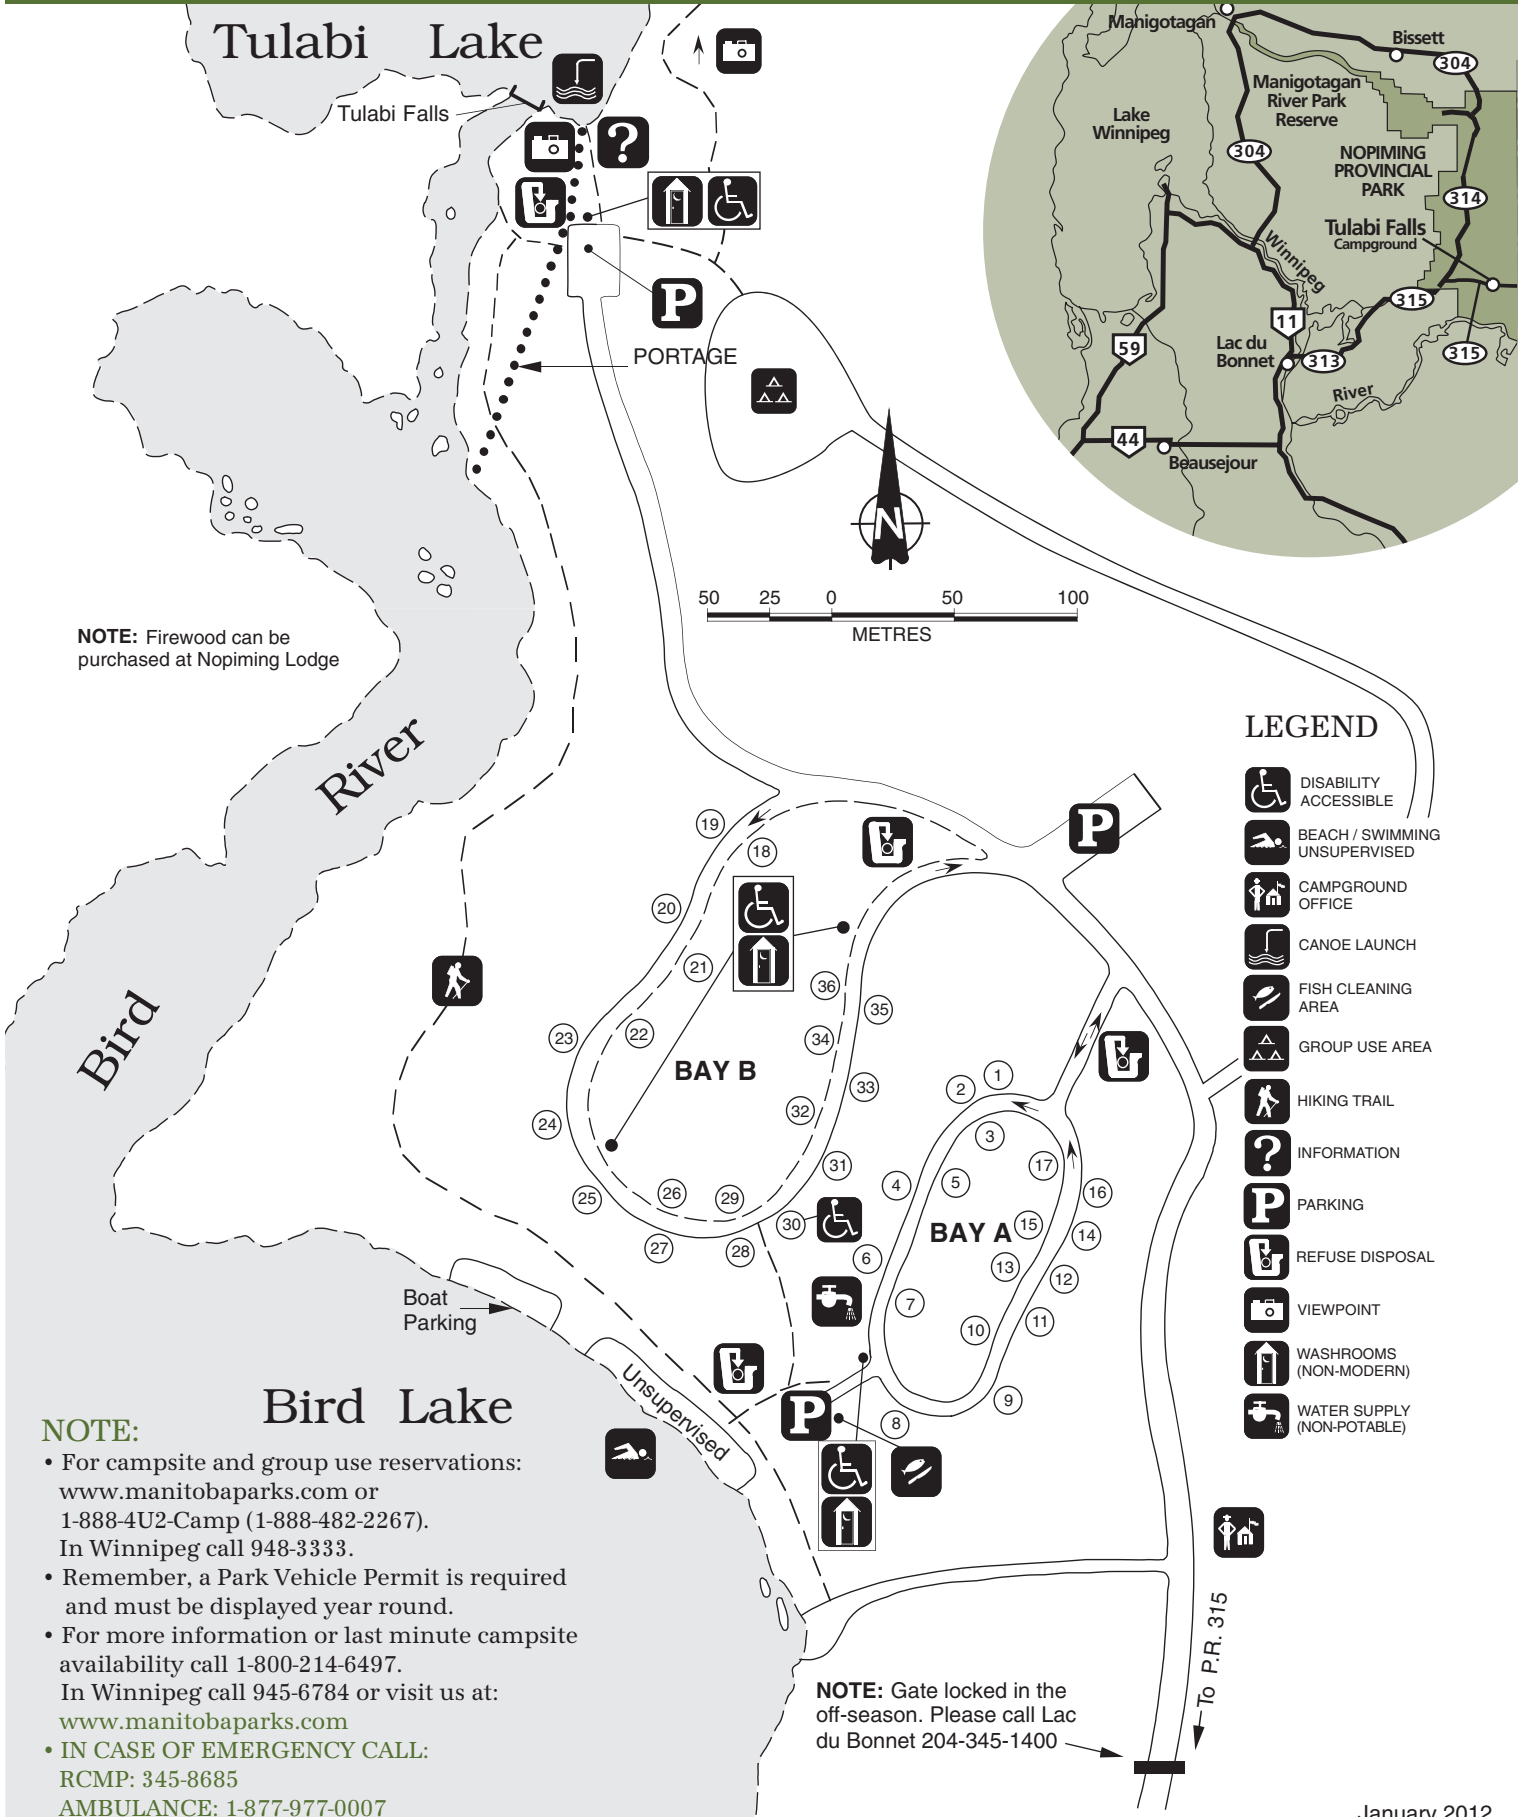 Tulabi Lake
Tulabi Falls
?
P
PORTAGE
Manigotagan
Bissett
304
Manigotagan
River Park
Reserve
Lake
Winnipeg
304
NOPIMING
PROVINCIAL
PARK
314
Tulabi Falls
Campground
Winnipeg
315
11
59
Lac du
Bonnet
313
315
River
44
Beausejour
N
50 25 0 50 100
METRES
NOTE: Firewood can be
purchased at Nopiming Lodge
River
Bird
LEGEND
DISABILITY
ACCESSIBLE
BEACH / SWIMMING
UNSUPERVISED
CAMPGROUND
OFFICE
CANOE LAUNCH
FISH CLEANING
AREA
GROUP USE AREA
HIKING TRAIL
?
INFORMATION
P
PARKING
REFUSE DISPOSAL
VIEWPOINT
WASHROOMS
(NON-MODERN)
WATER SUPPLY
(NON-POTABLE)
P
19
18
20
21
36
35
22
23
34
BAY B
33
24
32
31
25
26
29
30
27
28
1
2
3
17
4
5
16
BAY A
15
14
6
13
12
7
11
10
9
8
P
Boat
Parking
Unsupervised
Bird Lake
NOTE:
• For campsite and group use reservations:
www.manitobaparks.com or
1-888-4U2-Camp (1-888-482-2267).
In Winnipeg call 948-3333.
• Remember, a Park Vehicle Permit is required
and must be displayed year round.
• For more information or last minute campsite
availability call 1-800-214-6497.
In Winnipeg call 945-6784 or visit us at:
www.manitobaparks.com
• IN CASE OF EMERGENCY CALL:
RCMP: 345-8685
AMBULANCE: 1-877-977-0007
NOTE: Gate locked in the
off-season. Please call Lac
du Bonnet 204-345-1400
To P.R. 315
January 2012